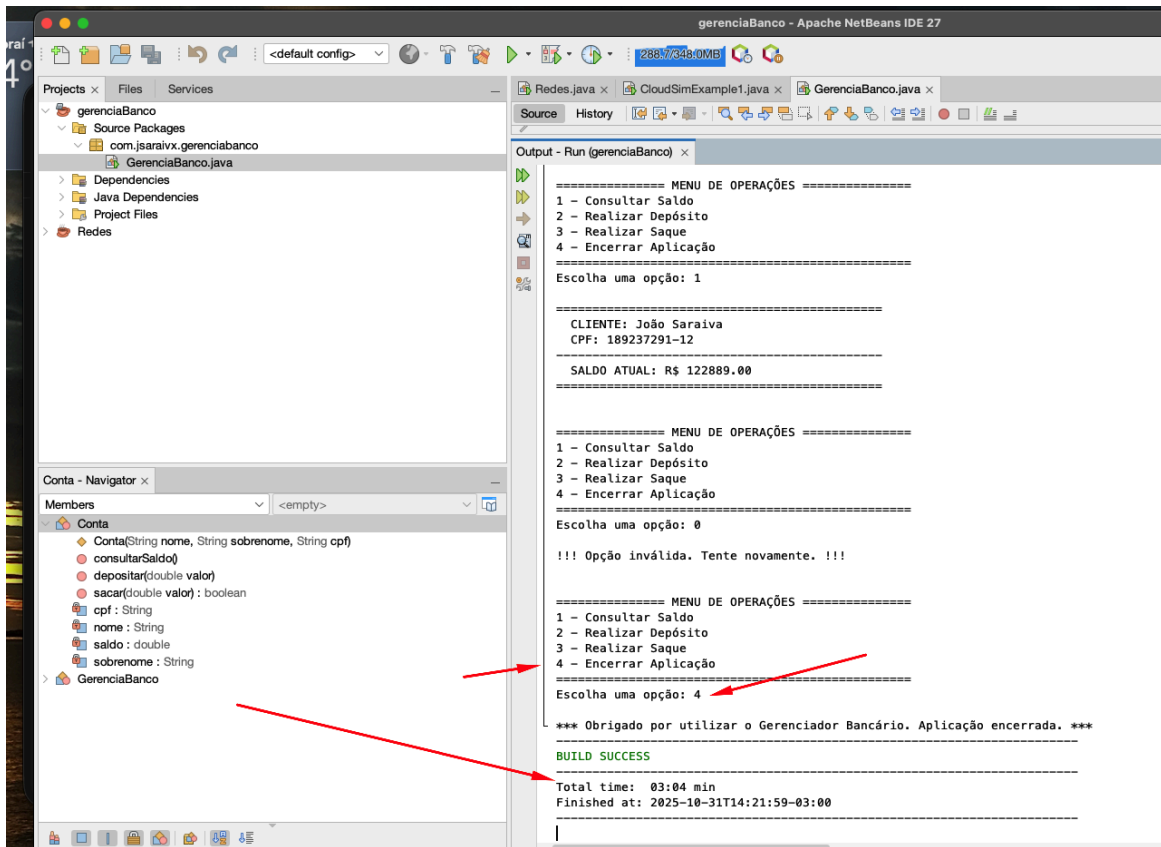 gerenciaBanco - Apache NetBeans IDE 27
<default config>
288.7/348.0MB
Projects
Files
Services
gerenciaBanco
Source Packages
com.jsaraivx.gerenciabanco
GerenciaBanco.java
Dependencies
Java Dependencies
Project Files
Redes
Conta - Navigator
Members
<empty>
Conta
Conta(String nome, String sobrenome, String cpf)
consultarSaldo()
depositar(double valor)
sacar(double valor) : boolean
cpf : String
nome : String
saldo : double
sobrenome : String
GerenciaBanco
Redes.java
CloudSimExample1.java
GerenciaBanco.java
Source
History
Output - Run (gerenciaBanco)
=============== MENU DE OPERAÇÕES ===============
1 – Consultar Saldo
2 – Realizar Depósito
3 – Realizar Saque
4 – Encerrar Aplicação
=================================================
Escolha uma opção: 1
=============================================
CLIENTE: João Saraiva
CPF: 189237291-12
---------------------------------------------
SALDO ATUAL: R$ 122889.00
=============================================
=============== MENU DE OPERAÇÕES ===============
1 – Consultar Saldo
2 – Realizar Depósito
3 – Realizar Saque
4 – Encerrar Aplicação
=================================================
Escolha uma opção: 0
!!! Opção inválida. Tente novamente. !!!
=============== MENU DE OPERAÇÕES ===============
1 – Consultar Saldo
2 – Realizar Depósito
3 – Realizar Saque
4 – Encerrar Aplicação
=================================================
Escolha uma opção: 4
*** Obrigado por utilizar o Gerenciador Bancário. Aplicação encerrada. ***
------------------------------------------------------------------------
BUILD SUCCESS
------------------------------------------------------------------------
Total time:  03:04 min
Finished at: 2025-10-31T14:21:59-03:00
------------------------------------------------------------------------